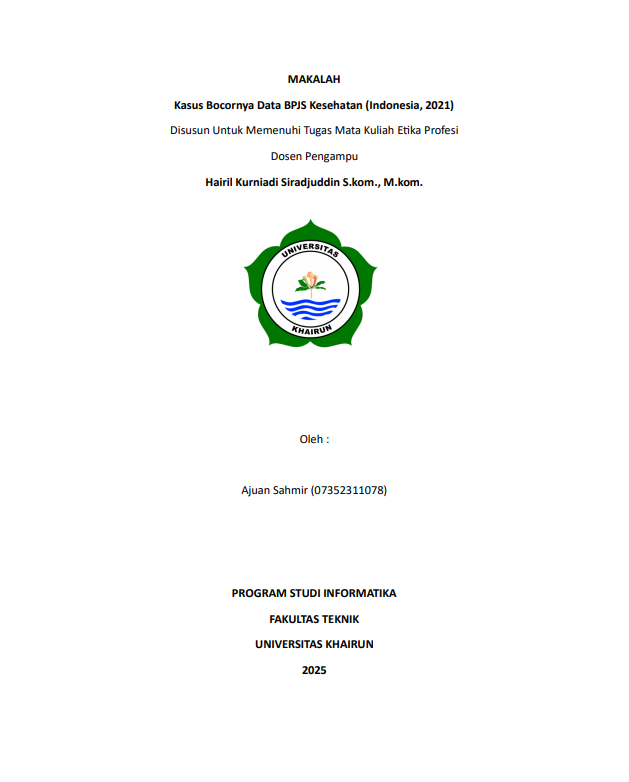 MAKALAH
Kasus Bocornya Data BPJS Kesehatan (Indonesia, 2021)
Disusun Untuk Memenuhi Tugas Mata Kuliah Etika Profesi
Dosen Pengampu
Hairil Kurniadi Siradjuddin S.kom., M.kom.
UNIVERSITAS
KHAIRUN
Oleh :
Ajuan Sahmir (07352311078)
PROGRAM STUDI INFORMATIKA
FAKULTAS TEKNIK
UNIVERSITAS KHAIRUN
2025